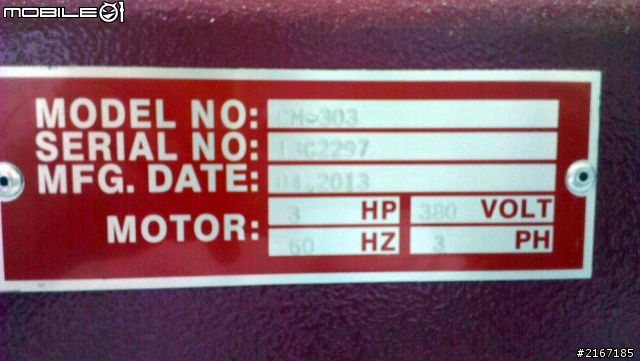 MOBILE01
MODEL NO: CM-303
SERIAL NO: 13C2297
MFG. DATE: 04.2013
MOTOR: 3 HP 380 VOLT
60 HZ 3 PH
#2167185